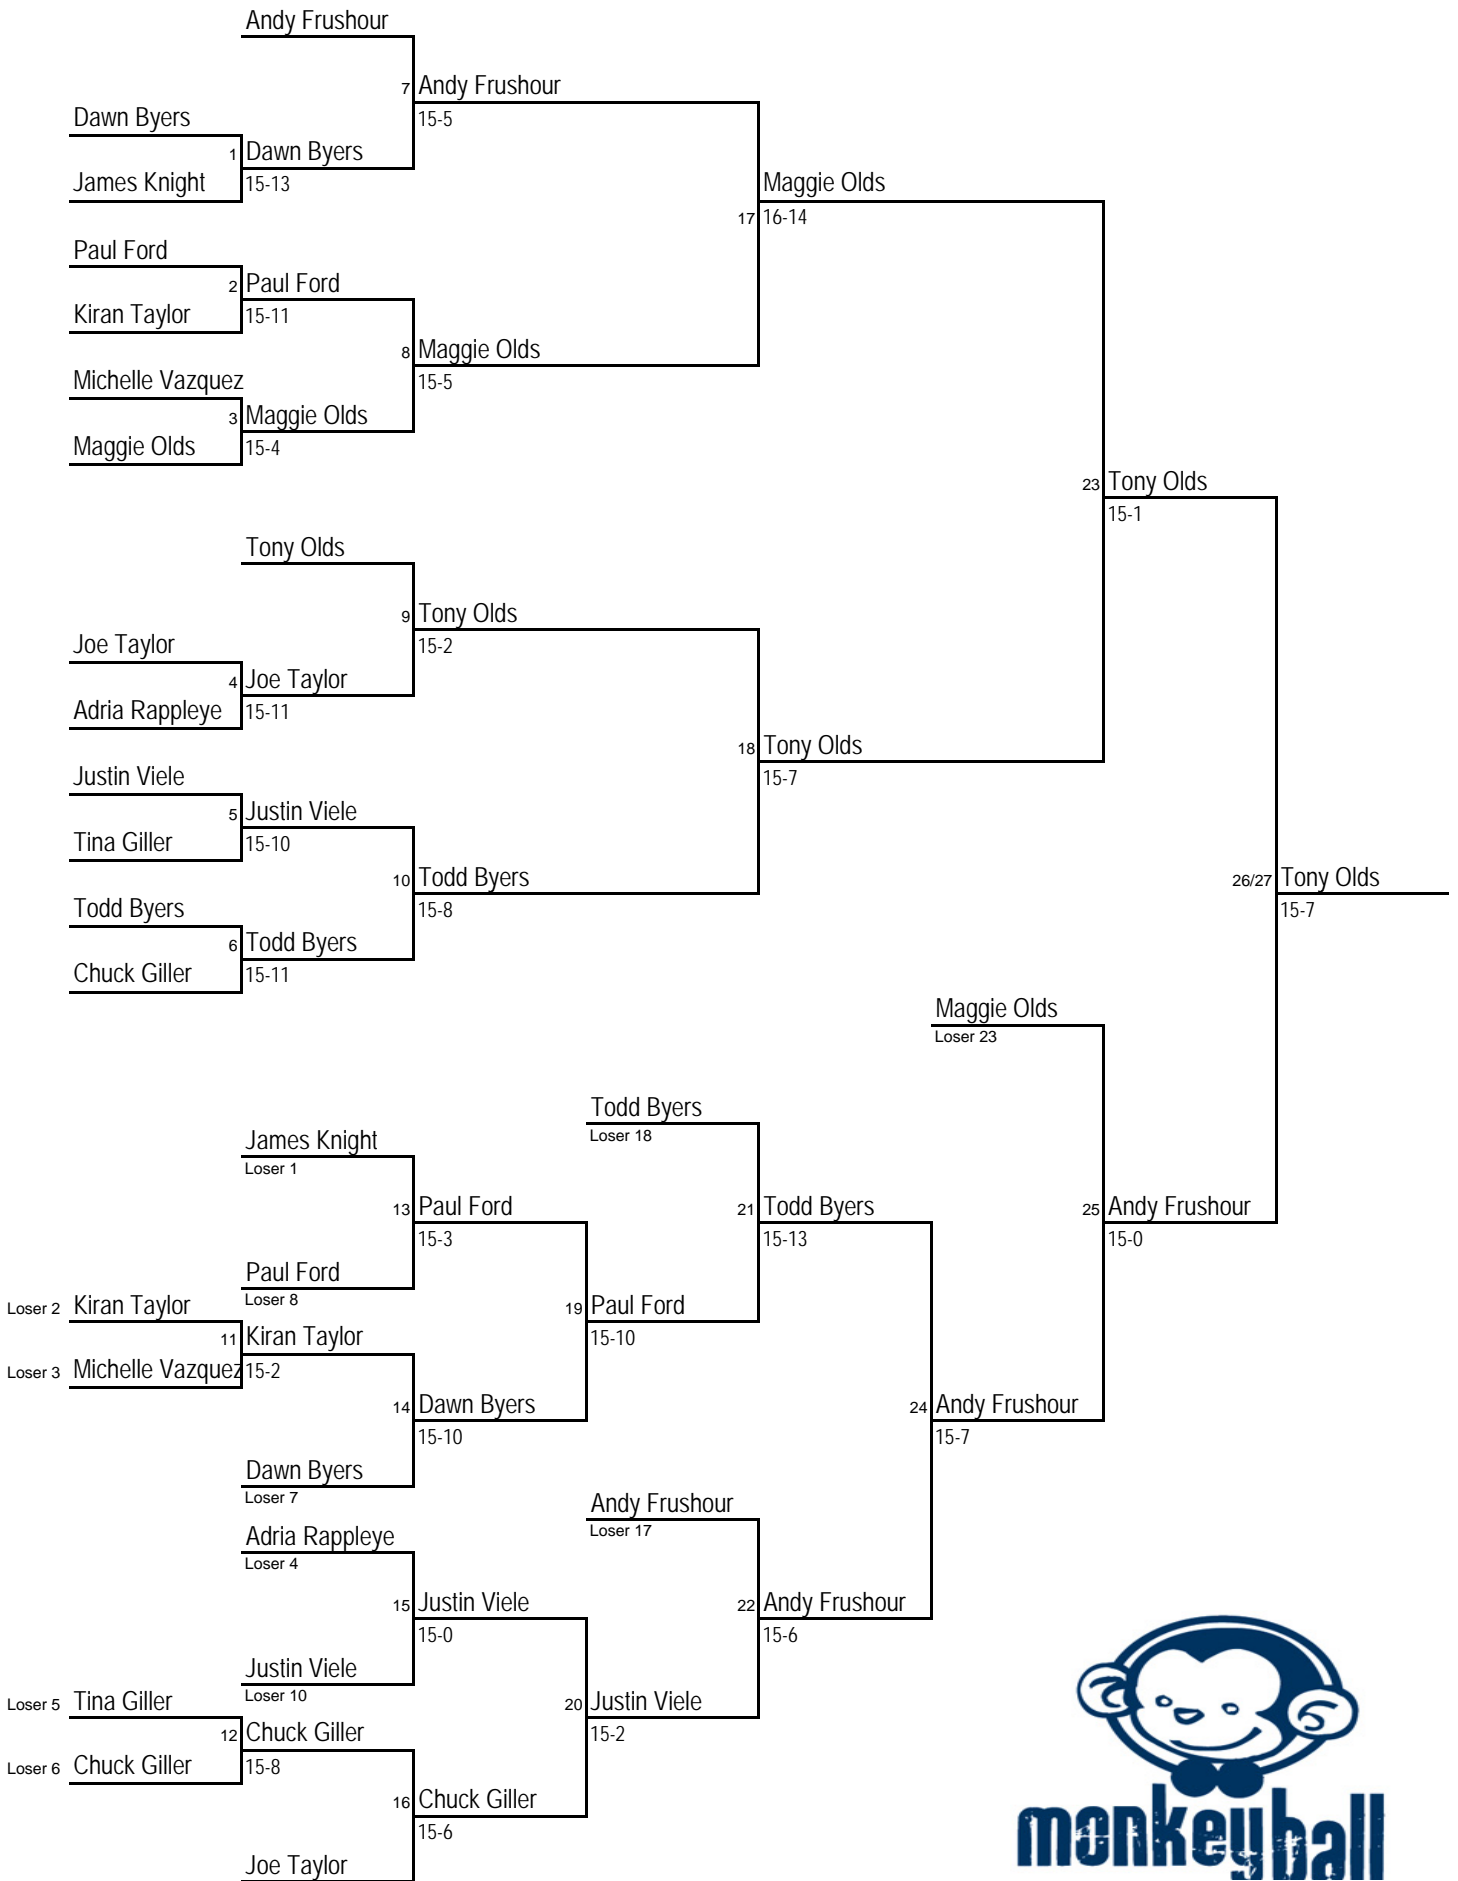 Andy Frushour
7 Andy Frushour
15-5
Dawn Byers
1 Dawn Byers
James Knight
15-13
Maggie Olds
17 16-14
Paul Ford
2 Paul Ford
Kiran Taylor
15-11
8 Maggie Olds
15-5
Michelle Vazquez
3 Maggie Olds
Maggie Olds
15-4
23 Tony Olds
15-1
Tony Olds
9 Tony Olds
15-2
Joe Taylor
4 Joe Taylor
Adria Rappleye
15-11
18 Tony Olds
15-7
Justin Viele
5 Justin Viele
Tina Giller
15-10
10 Todd Byers
15-8
26/27 Tony Olds
15-7
Todd Byers
6 Todd Byers
Chuck Giller
15-11
Maggie Olds
Loser 23
Todd Byers
Loser 18
James Knight
Loser 1
13 Paul Ford
15-3
21 Todd Byers
15-13
25 Andy Frushour
15-0
Paul Ford
Loser 8
Loser 2 Kiran Taylor
19 Paul Ford
15-10
11 Kiran Taylor
Loser 3 Michelle Vazquez
15-2
14 Dawn Byers
15-10
24 Andy Frushour
15-7
Dawn Byers
Loser 7
Andy Frushour
Loser 17
Adria Rappleye
Loser 4
15 Justin Viele
15-0
22 Andy Frushour
15-6
Justin Viele
Loser 10
Loser 5 Tina Giller
20 Justin Viele
15-2
12 Chuck Giller
Loser 6 Chuck Giller
15-8
16 Chuck Giller
15-6
Joe Taylor
monkeyball